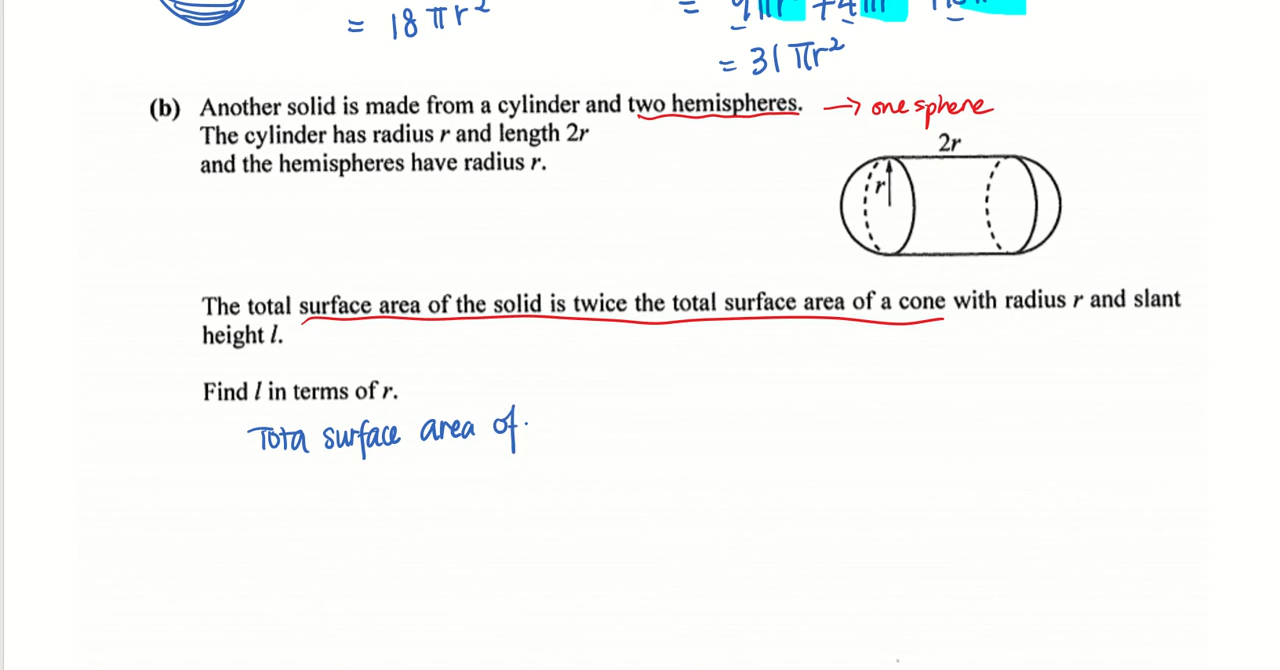 = 18πr²
= 9πr² + 4πr²
= 31πr²
(b) Another solid is made from a cylinder and two hemispheres. → one sphere
The cylinder has radius r and length 2r
and the hemispheres have radius r.
2r
r
The total surface area of the solid is twice the total surface area of a cone with radius r and slant
height l.
Find l in terms of r.
Tota surface area of